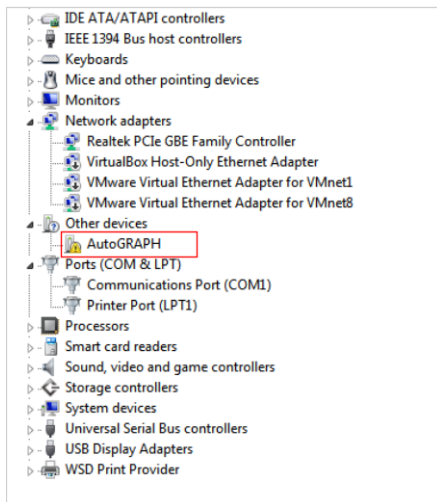 IDE ATA/ATAPI controllers
IEEE 1394 Bus host controllers
Keyboards
Mice and other pointing devices
Monitors
Network adapters
Realtek PCIe GBE Family Controller
VirtualBox Host-Only Ethernet Adapter
VMware Virtual Ethernet Adapter for VMnet1
VMware Virtual Ethernet Adapter for VMnet8
Other devices
AutoGRAPH
Ports (COM & LPT)
Communications Port (COM1)
Printer Port (LPT1)
Processors
Smart card readers
Sound, video and game controllers
Storage controllers
System devices
Universal Serial Bus controllers
USB Display Adapters
WSD Print Provider